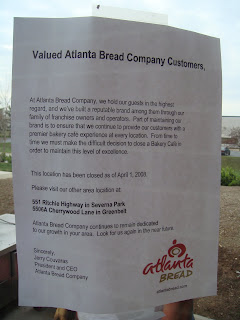 Valued Atlanta Bread Company Customers,
At Atlanta Bread Company, we hold our guests in the highest
regard, and we've built a reputable brand among them through our
family of franchise owners and operators. Part of maintaining our
brand is to ensure that we continue to provide our customers with a
premier bakery cafe experience at every location. From time to
time we must make the difficult decision to close a Bakery Cafe in
order to maintain this level of excellence.
This location has been closed as of April 1, 2008.
Please visit our other area location at:
551 Ritchie Highway in Severna Park
5506A Cherrywood Lane in Greenbelt
Atlanta Bread Company continues to remain dedicated
to our growth in your area. Look for us again in the near future.
Sincerely,
Jerry Couvaras
President and CEO
Atlanta Bread Company
atlanta
BREAD
atlantabread.com